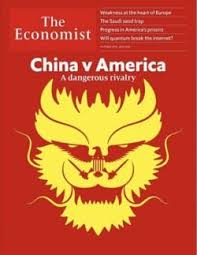 The
Economist
Weakness at the heart of Europe
The Saudi send trap
Progress in America's prisons
Will quantum break the internet?
China v America
A dangerous rivalry